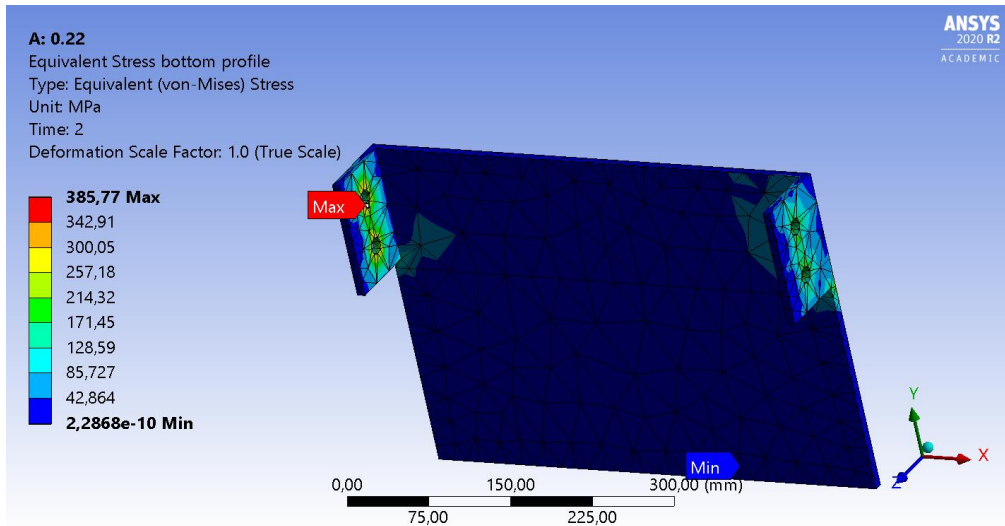 A: 0.22
Equivalent Stress bottom profile
Type: Equivalent (von-Mises) Stress
Unit: MPa
Time: 2
Deformation Scale Factor: 1.0 (True Scale)
385,77 Max
342,91
300,05
257,18
214,32
171,45
128,59
85,727
42,864
2,2868e-10 Min
ANSYS
2020 R2
ACADEMIC
Max
Min
Y
X
Z
0,00 150,00 300,00 (mm)
75,00 225,00